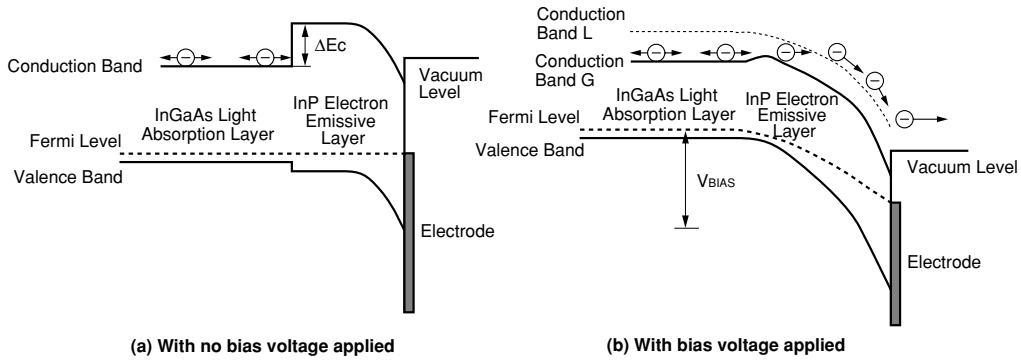 ΔEc
Conduction Band
Vacuum
Level
InGaAs Light
Absorption Layer
InP Electron
Emissive
Layer
Fermi Level
Valence Band
Electrode
(a) With no bias voltage applied
Conduction
Band L
Conduction
Band G
InGaAs Light
Absorption Layer
InP Electron
Emissive
Layer
Fermi Level
Valence Band
VBIAS
Vacuum Level
Electrode
(b) With bias voltage applied